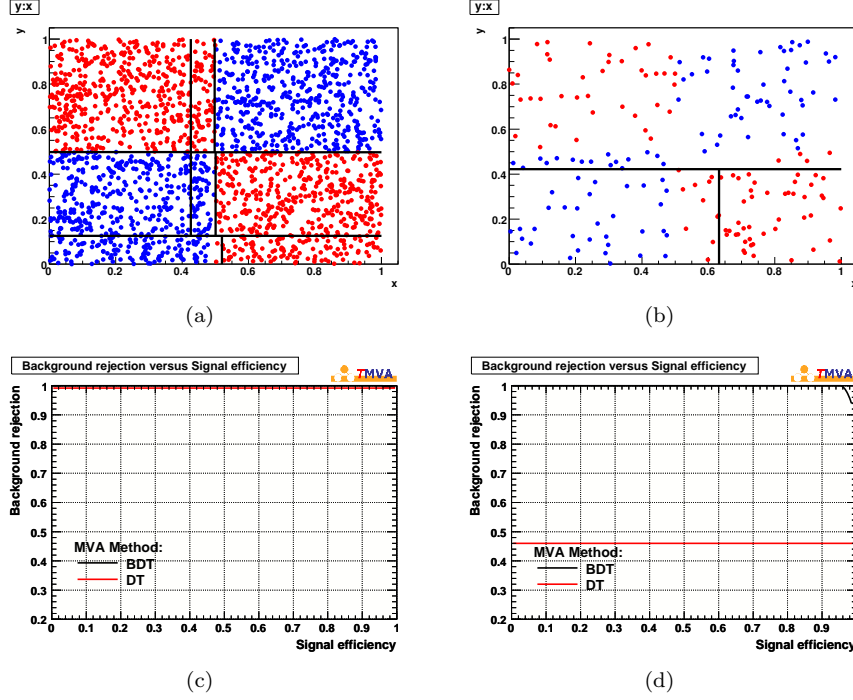 y:x
y
1
0.8
0.6
0.4
0.2
0
0 0.2 0.4 0.6 0.8 1
x
(a)
y:x
y
1
0.8
0.6
0.4
0.2
0
0 0.2 0.4 0.6 0.8 1
x
(b)
Background rejection versus Signal efficiency
TMVA
Background rejection
1
0.9
0.8
0.7
0.6
0.5
0.4
0.3
0.2
MVA Method:
BDT
DT
0 0.1 0.2 0.3 0.4 0.5 0.6 0.7 0.8 0.9 1
Signal efficiency
(c)
Background rejection versus Signal efficiency
TMVA
Background rejection
1
0.9
0.8
0.7
0.6
0.5
0.4
0.3
0.2
MVA Method:
BDT
DT
0 0.1 0.2 0.3 0.4 0.5 0.6 0.7 0.8 0.9
Signal efficiency
(d)